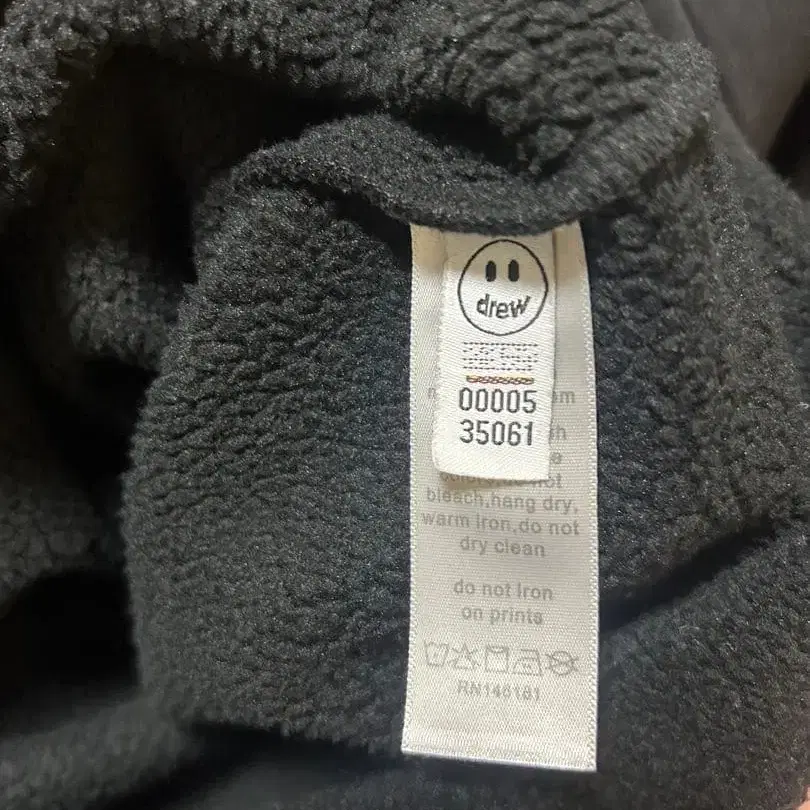 drew
00005
35061
bleach,hang dry,
warm iron,do not
dry clean
do not iron
on prints
RN146181